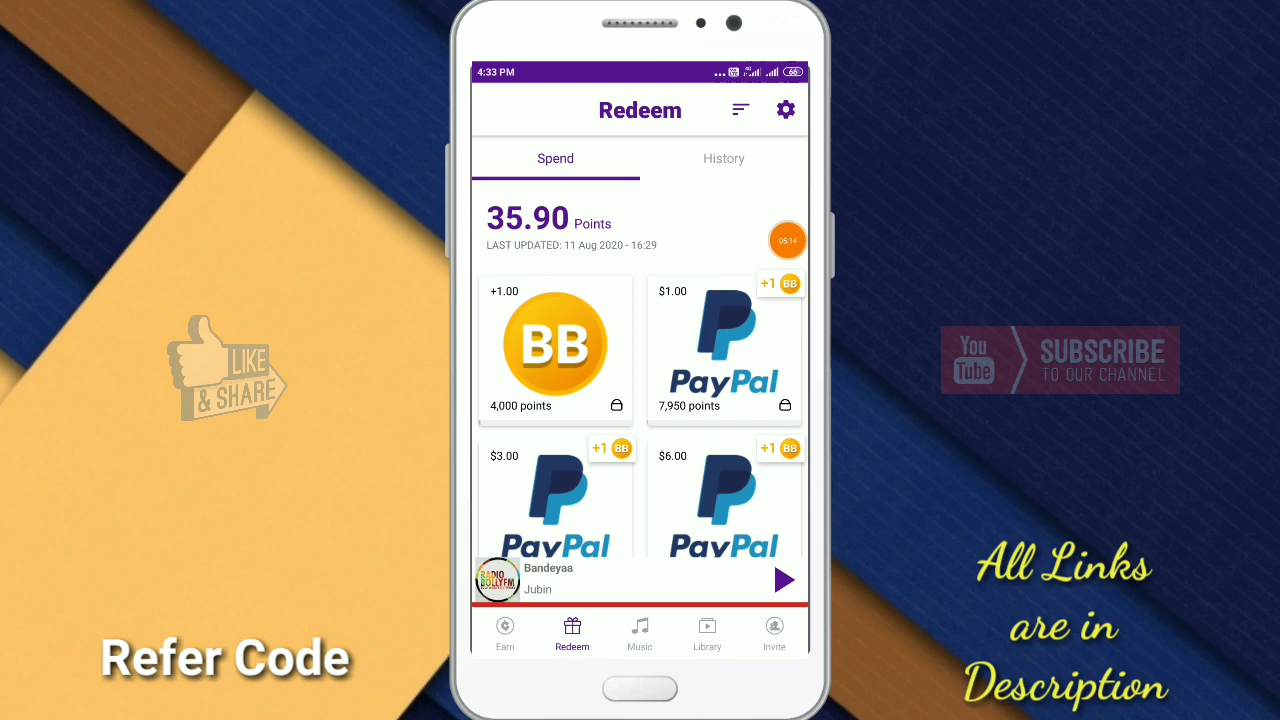 4:33 PM
Redeem
Spend
History
35.90 Points
LAST UPDATED: 11 Aug 2020 - 16:29
05:14
+1.00
BB
4,000 points
$1.00
+1 BB
PayPal
7,950 points
$3.00
+1 BB
PayPal
$6.00
+1 BB
PayPal
RADIO
BOLLYFM
Bandeyaa
Jubin
Earn
Redeem
Music
Library
Invite
LIKE
& SHARE
You
Tube
SUBSCRIBE
TO OUR CHANNEL
Refer Code
All Links
are in
Description